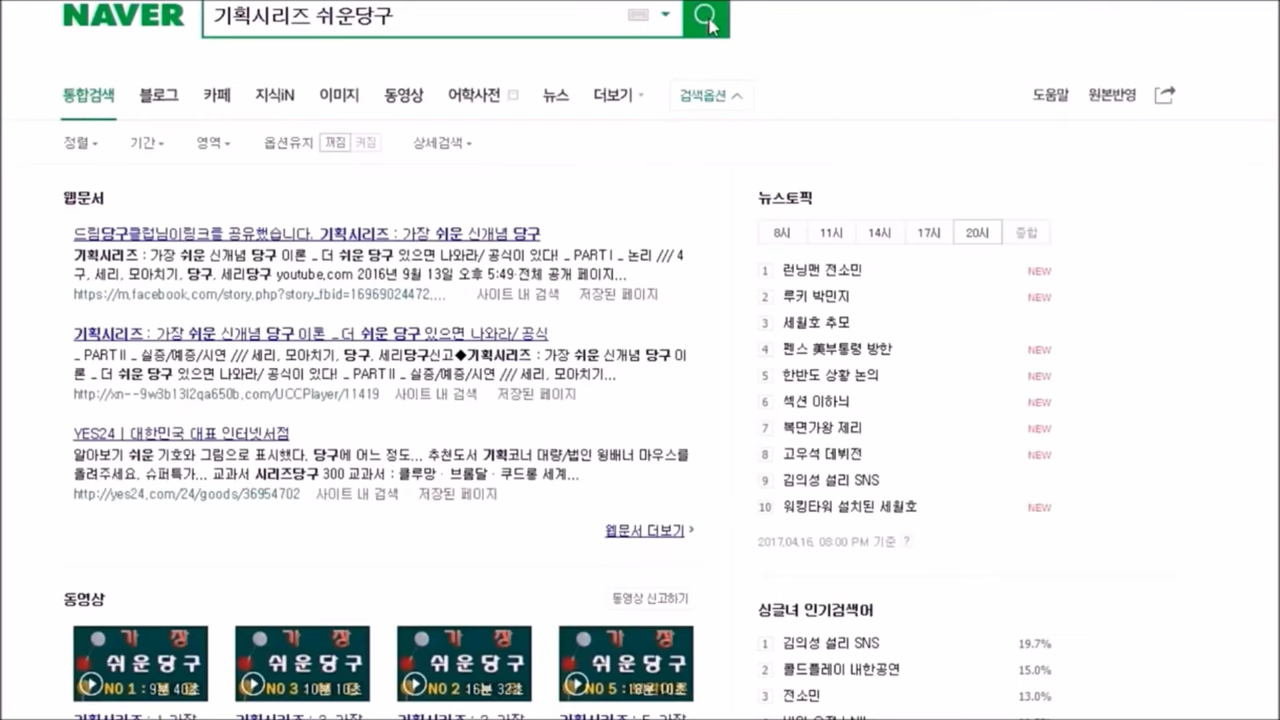 NAVER
기획시리즈 쉬운당구
통합검색 블로그 카페 지식iN 이미지 동영상 어학사전 뉴스 더보기 검색옵션 도움말 원본반영
정렬 기간 영역 옵션유지 꺼짐 켜짐 상세검색
웹문서
드림당구클럽님이링크를 공유했습니다. 기획시리즈 : 가장 쉬운 신개념 당구
기획시리즈 : 가장 쉬운 신개념 당구 이론 _ 더 쉬운 당구 있으면 나와라/ 공식이 있다! _ PART I _ 논리 /// 4
구, 세리, 모아치기, 당구, 세리당구 youtube.com 2016년 9월 13일 오후 5:49·전체 공개 페이지...
https://m.facebook.com/story.php?story_fbid=16969024472.... 사이트 내 검색 저장된 페이지
기획시리즈 : 가장 쉬운 신개념 당구 이론 _ 더 쉬운 당구 있으면 나와라/ 공식
_ PART II _ 실증/예증/시연 /// 세리, 모아치기, 당구, 세리당구신고◆기획시리즈 : 가장 쉬운 신개념 당구 이
론 _ 더 쉬운 당구 있으면 나와라/ 공식이 있다! _ PART II _ 실증/예증/시연 /// 세리, 모아치기...
http://xn--9w3b13l2qa650b.com/UCCPlayer/11419 사이트 내 검색 저장된 페이지
YES24 | 대한민국 대표 인터넷서점
알아보기 쉬운 기호와 그림으로 표시했다. 당구에 어느 정도... 추천도서 기획코너 대량/법인 윙배너 마우스를
올려주세요. 슈퍼특가... 교과서 시리즈당구 300 교과서 : 클루망 · 브롬달 · 쿠드롱 세계...
http://yes24.com/24/goods/36954702 사이트 내 검색 저장된 페이지
웹문서 더보기
동영상
동영상 신고하기
가 장 가 장 가 장 가 장
쉬운당구 쉬운당구 쉬운당구 쉬운당구
NO 1 : 9분 40초 NO 3 10분 10초 NO 2 16분 32초 NO 5 :
뉴스토픽
8시 11시 14시 17시 20시 종합
1 런닝맨 전소민 NEW
2 루키 박민지 NEW
3 세월호 추모
4 펜스 美부통령 방한 NEW
5 한반도 상황 논의 NEW
6 섹션 이하늬 NEW
7 복면가왕 제리 NEW
8 고우석 데뷔전 NEW
9 김의성 설리 SNS
10 워킹타워 설치된 세월호 NEW
2017.04.16. 08:00 PM 기준 ?
싱글녀 인기검색어
1 김의성 설리 SNS 19.7%
2 콜드플레이 내한공연 15.0%
3 전소민 13.0%